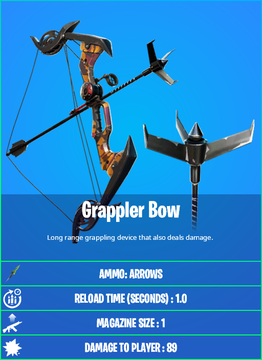 Grappler Bow
Long range grappling device that also deals damage.
AMMO: ARROWS
RELOAD TIME (SECONDS) : 1.0
MAGAZINE SIZE : 1
DAMAGE TO PLAYER : 89